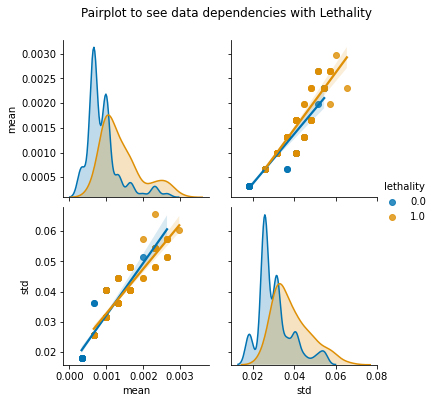 Pairplot to see data dependencies with Lethality
0.0030
0.0025
0.0020
0.0015
0.0010
0.0005
mean
lethality
0.0
1.0
0.06
0.05
0.04
0.03
0.02
std
0.000 0.001 0.002 0.003
mean
0.02 0.04 0.06 0.08
std